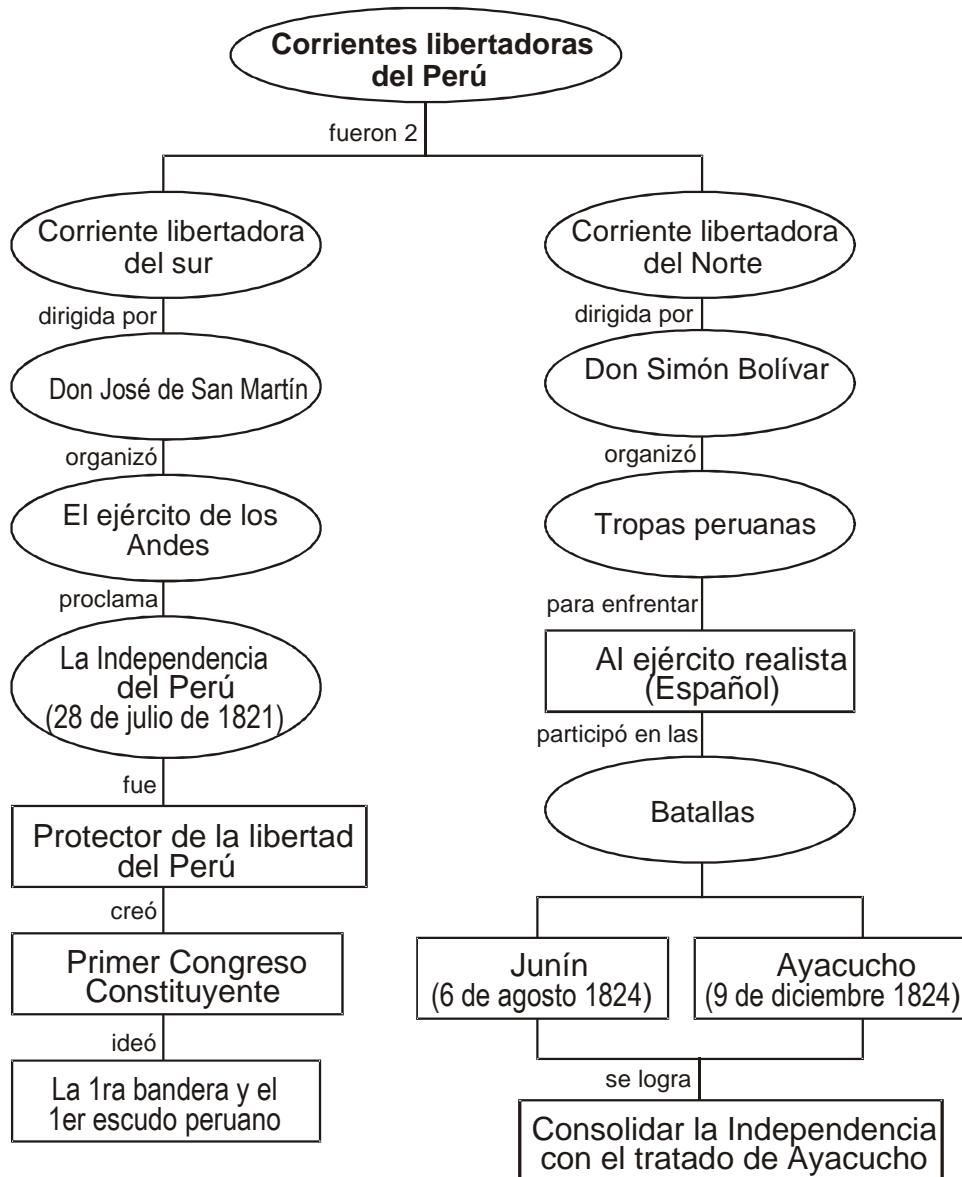 Corrientes libertadoras
del Perú
fueron 2
Corriente libertadora
del sur
dirigida por
Don José de San Martín
organizó
El ejército de los
Andes
proclama
La Independencia
del Perú
(28 de julio de 1821)
fue
Protector de la libertad
del Perú
creó
Primer Congreso
Constituyente
ideó
La 1ra bandera y el
1er escudo peruano
Corriente libertadora
del Norte
dirigida por
Don Simón Bolívar
organizó
Tropas peruanas
para enfrentar
Al ejército realista
(Español)
participó en las
Batallas
Junín
(6 de agosto 1824)
Ayacucho
(9 de diciembre 1824)
se logra
Consolidar la Independencia
con el tratado de Ayacucho